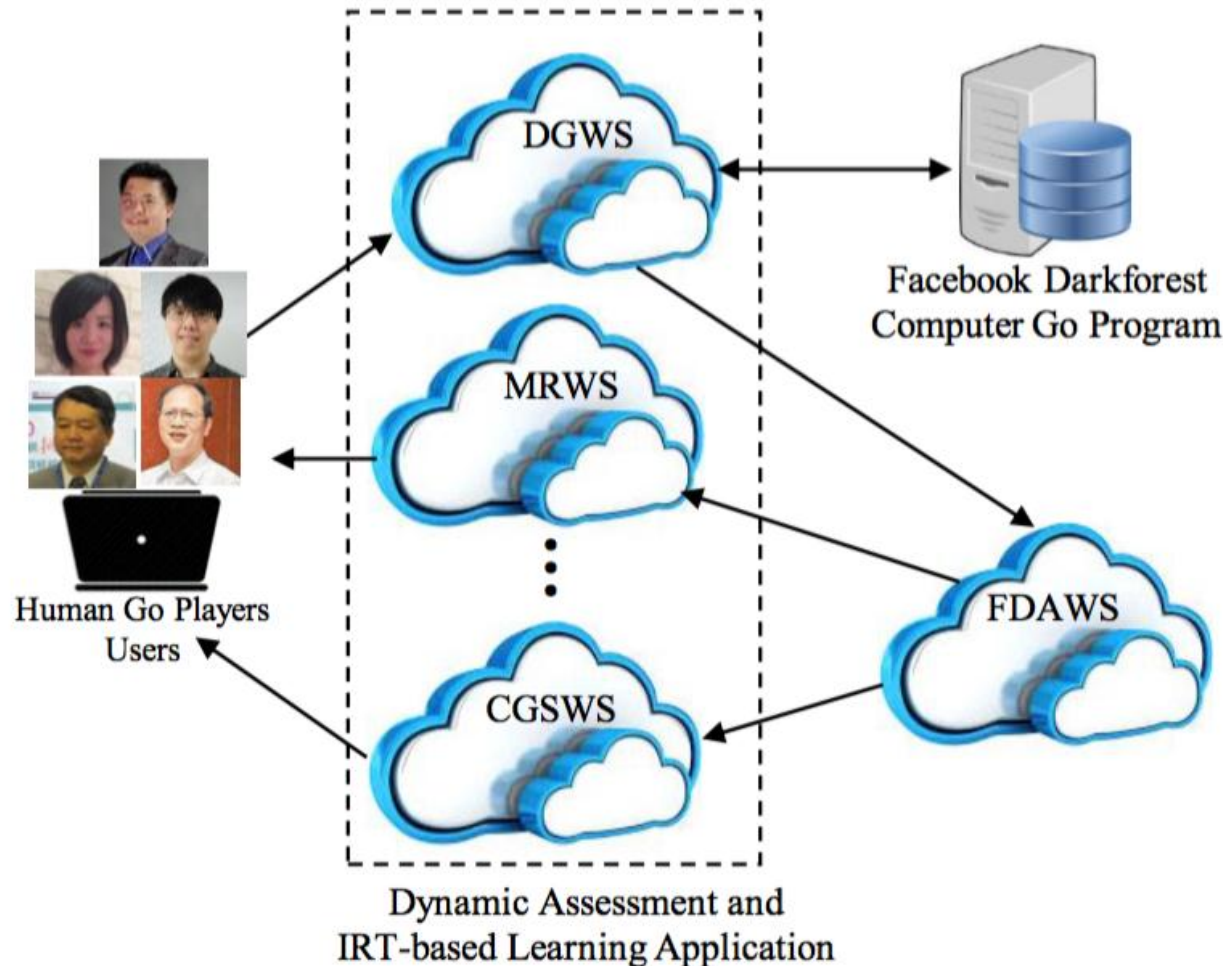 DGWS
Facebook Darkforest
Computer Go Program
MRWS
Human Go Players
Users
FDAWS
CGSWS
Dynamic Assessment and
IRT-based Learning Application